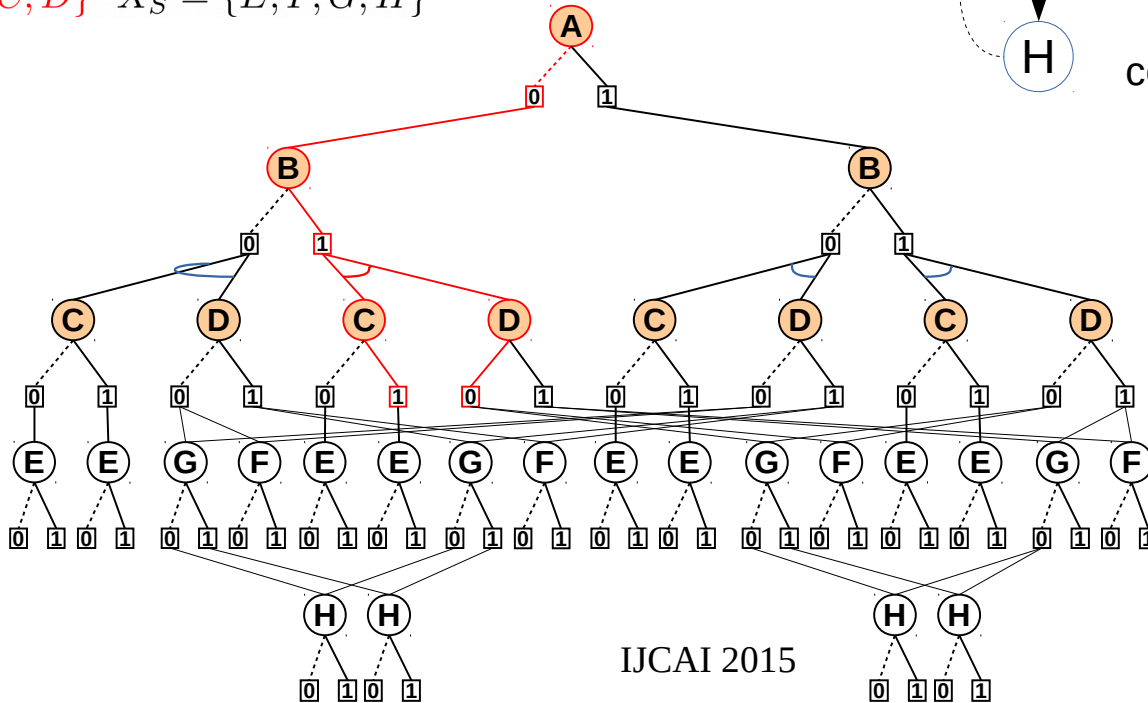 C, D} X_S = {E, F, G, H}
A
H
0 1
B B
0 1 0 1
C D C D C D C D
0 1 0 1 0 1 0 1 0 1 0 1 0 1 0 1
E E G F E E G F E E G F E E G F
0 1 0 1 0 1 0 1 0 1 0 1 0 1 0 1 0 1 0 1 0 1 0 1 0 1 0 1 0 1 0 1
H H H H
IJCAI 2015
0 1 0 1 0 1 0 1